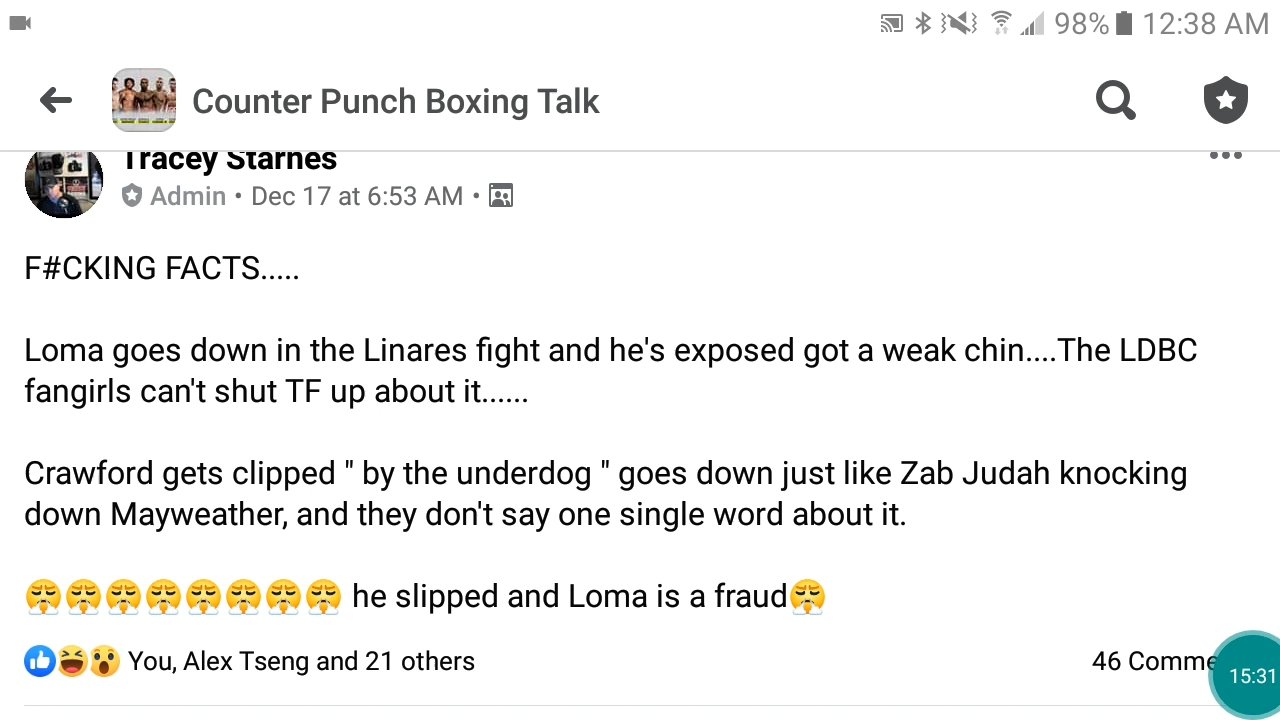 98% 12:38 AM
Counter Punch Boxing Talk
Tracey Starnes
Admin • Dec 17 at 6:53 AM •
F#CKING FACTS.....
Loma goes down in the Linares fight and he's exposed got a weak chin....The LDBC
fangirls can't shut TF up about it......
Crawford gets clipped " by the underdog " goes down just like Zab Judah knocking
down Mayweather, and they don't say one single word about it.
😤😤😤😤😤😤😤😤 he slipped and Loma is a fraud😤
You, Alex Tseng and 21 others
46 Comme
15:31